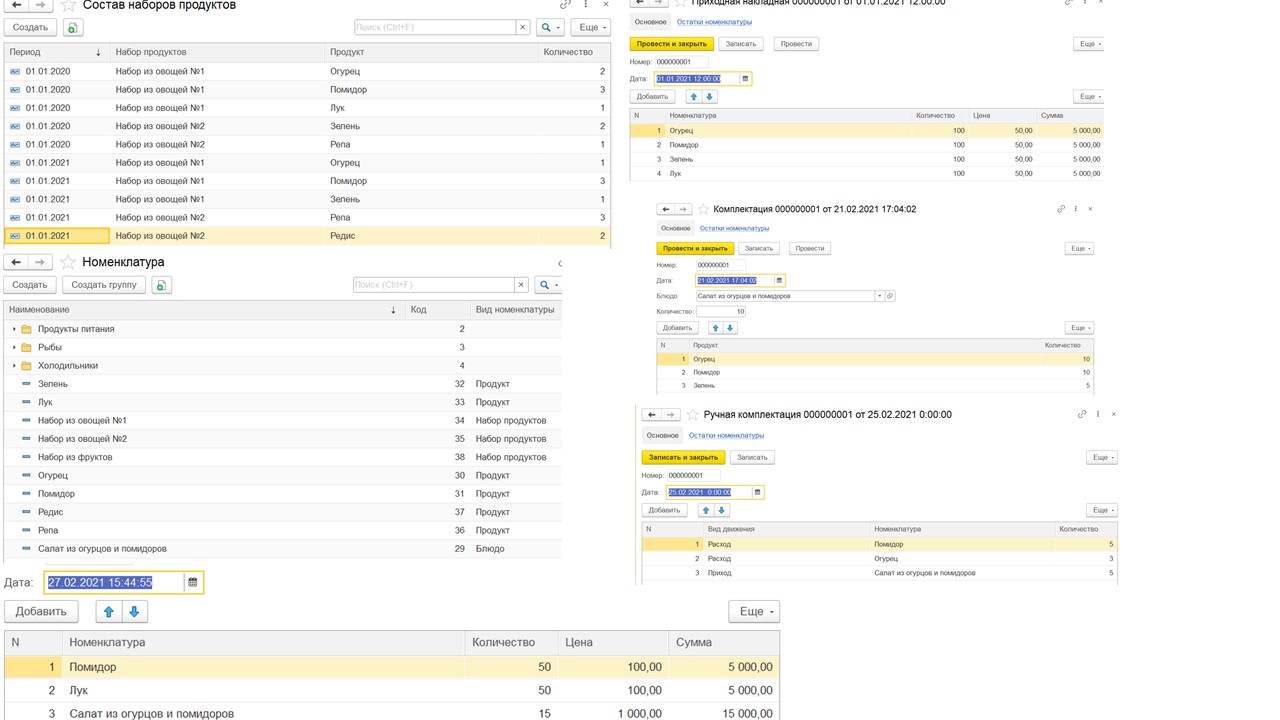 Состав наборов продуктов
Создать
Поиск (Ctrl+F)
Еще
Период Набор продуктов Продукт Количество
01.01.2020 Набор из овощей №1 Огурец 2
01.01.2020 Набор из овощей №1 Помидор 3
01.01.2020 Набор из овощей №1 Лук 1
01.01.2020 Набор из овощей №2 Зелень 2
01.01.2020 Набор из овощей №2 Репа 1
01.01.2021 Набор из овощей №1 Огурец 1
01.01.2021 Набор из овощей №1 Помидор 3
01.01.2021 Набор из овощей №1 Зелень 1
01.01.2021 Набор из овощей №2 Репа 3
01.01.2021 Набор из овощей №2 Редис 2
Номенклатура
Создать Создать группу
Поиск (Ctrl+F)
Наименование Код Вид номенклатуры
Продукты питания 2
Рыбы 3
Холодильники 4
Зелень 32 Продукт
Лук 33 Продукт
Набор из овощей №1 34 Набор продуктов
Набор из овощей №2 35 Набор продуктов
Набор из фруктов 38 Набор продуктов
Огурец 30 Продукт
Помидор 31 Продукт
Редис 37 Продукт
Репа 36 Продукт
Салат из огурцов и помидоров 29 Блюдо
Дата: 27.02.2021 15:44:55
Добавить Еще
N Номенклатура Количество Цена Сумма
1 Помидор 50 100,00 5 000,00
2 Лук 50 100,00 5 000,00
3 Салат из огурцов и помидоров 15 1 000,00 15 000,00
Приходная накладная 000000001 от 01.01.2021 12:00:00
Основное Остатки номенклатуры
Провести и закрыть Записать Провести Еще
Номер: 000000001
Дата: 01.01.2021 12:00:00
Добавить Еще
N Номенклатура Количество Цена Сумма
1 Огурец 100 50,00 5 000,00
2 Помидор 100 50,00 5 000,00
3 Зелень 100 50,00 5 000,00
4 Лук 100 50,00 5 000,00
Комплектация 000000001 от 21.02.2021 17:04:02
Основное Остатки номенклатуры
Провести и закрыть Записать Провести Еще
Номер: 000000001
Дата: 21.02.2021 17:04:02
Блюдо: Салат из огурцов и помидоров
Количество: 10
Добавить Еще
N Продукт Количество
1 Огурец 10
2 Помидор 10
3 Зелень 5
Ручная комплектация 000000001 от 25.02.2021 0:00:00
Основное Остатки номенклатуры
Записать и закрыть Записать Еще
Номер: 000000001
Дата: 25.02.2021 0:00:00
Добавить Еще
N Вид движения Номенклатура Количество
1 Расход Помидор 5
2 Расход Огурец 3
3 Приход Салат из огурцов и помидоров 5